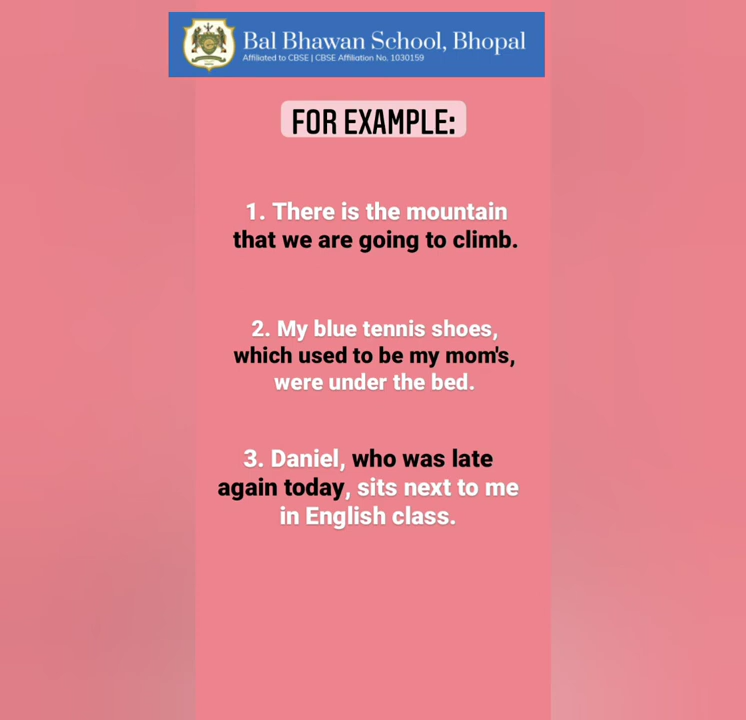 Bal Bhawan School, Bhopal
Affiliated to CBSE | CBSE Affiliation No. 1030159
FOR EXAMPLE:
1. There is the mountain
that we are going to climb.
2. My blue tennis shoes,
which used to be my mom's,
were under the bed.
3. Daniel, who was late
again today, sits next to me
in English class.